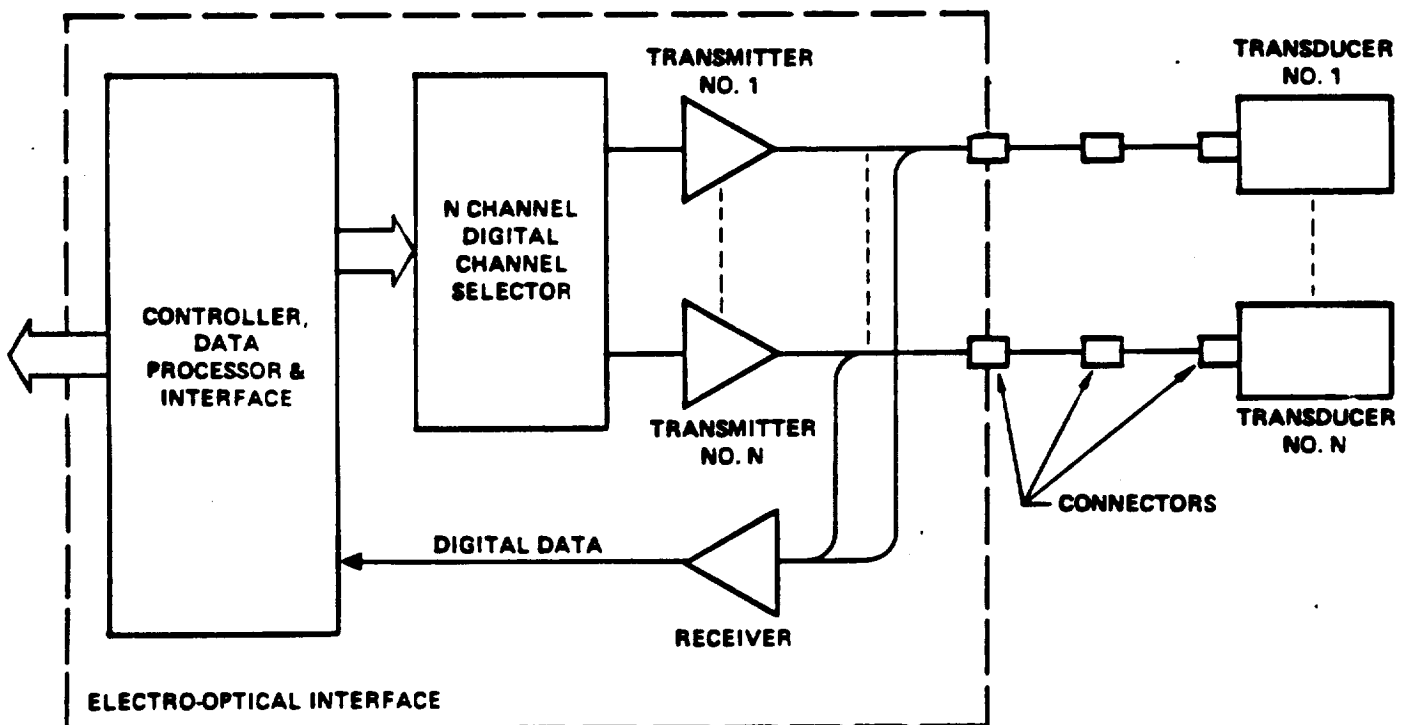 TRANSMITTER
NO. 1
TRANSDUCER
NO. 1
N CHANNEL
DIGITAL
CHANNEL
SELECTOR
CONTROLLER,
DATA
PROCESSOR &
INTERFACE
TRANSMITTER
NO. N
TRANSDUCER
NO. N
CONNECTORS
DIGITAL DATA
RECEIVER
ELECTRO-OPTICAL INTERFACE